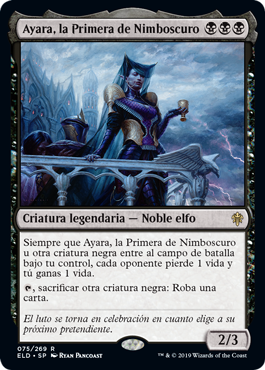 Ayara, la Primera de Nimboscuro
Criatura legendaria — Noble elfo
Siempre que Ayara, la Primera de Nimboscuro
u otra criatura negra entre al campo de batalla
bajo tu control, cada oponente pierde 1 vida y
tú ganas 1 vida.
, sacrificar otra criatura negra: Roba una
carta.
El luto se torna en celebración en cuanto elige a su
próximo pretendiente.
2/3
075/269 R
ELD • SP RYAN PANCOAST
™ & © 2019 Wizards of the Coast